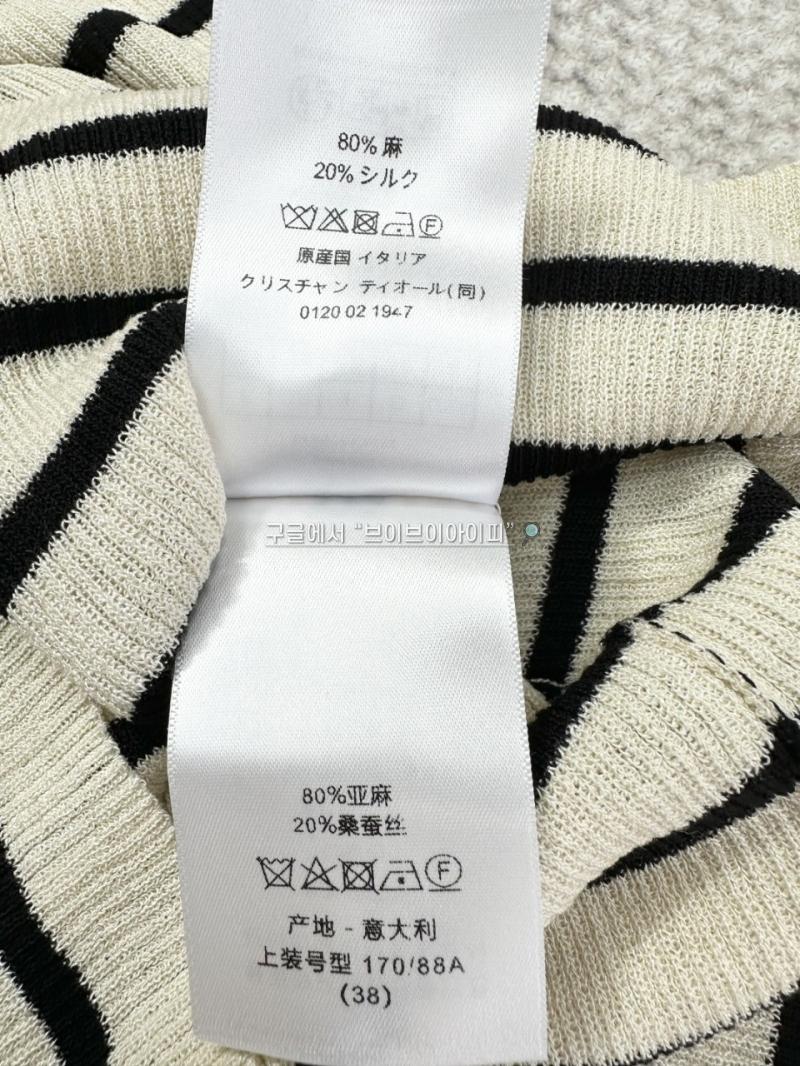 80% 麻
20% シルク
原産国 イタリア
クリスチャン ディオール(同)
0120 02 1947
구글에서 “브이브이아이피”
80%亚麻
20%桑蚕丝
F
产地 - 意大利
上装号型 170/88A
(38)